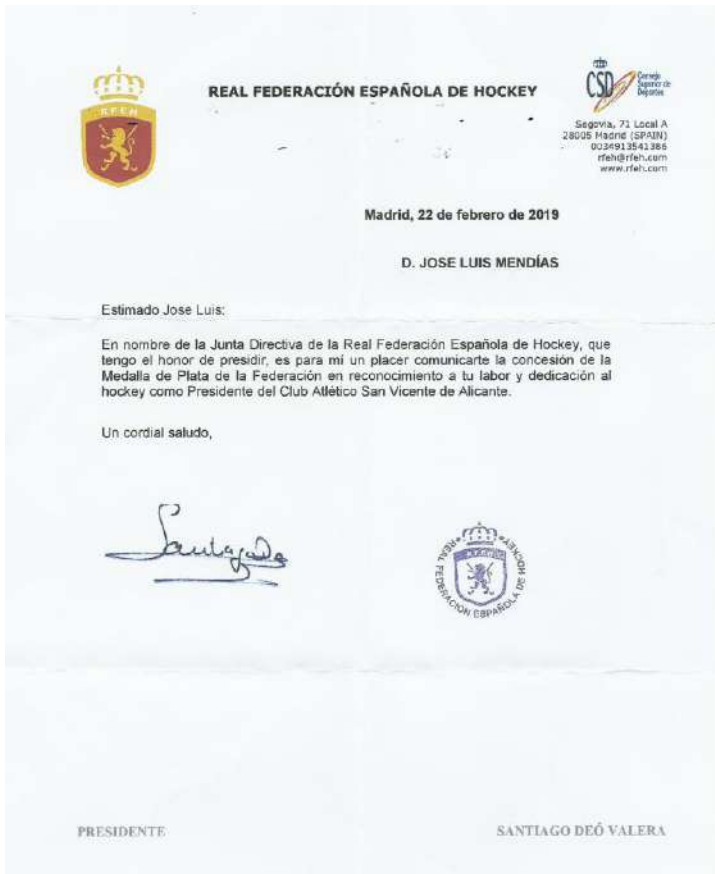 REAL FEDERACIÓN ESPAÑOLA DE HOCKEY
R.F.E.H.
CSD
Consejo
Superior de
Deportes
Segovia, 71 Local A
28005 Madrid (SPAIN)
0034913541386
rfeh@rfeh.com
www.rfeh.com
Madrid, 22 de febrero de 2019
D. JOSE LUIS MENDÍAS
Estimado Jose Luis:
En nombre de la Junta Directiva de la Real Federación Española de Hockey, que
tengo el honor de presidir, es para mí un placer comunicarte la concesión de la
Medalla de Plata de la Federación en reconocimiento a tu labor y dedicación al
hockey como Presidente del Club Atlético San Vicente de Alicante.
Un cordial saludo,
R.F.E.H.
REAL FEDERACIÓN ESPAÑOLA DE HOCKEY
PRESIDENTE
SANTIAGO DEÓ VALERA